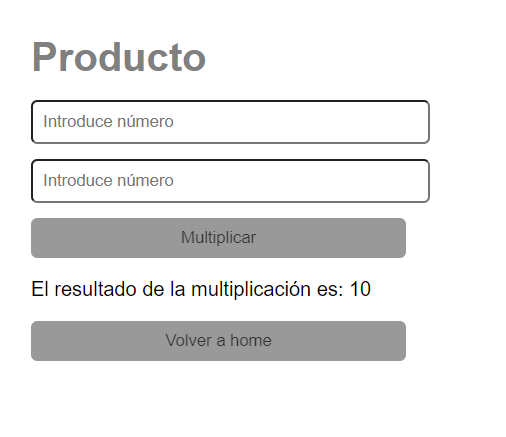 Producto
Introduce número
Introduce número
Multiplicar
El resultado de la multiplicación es: 10
Volver a home